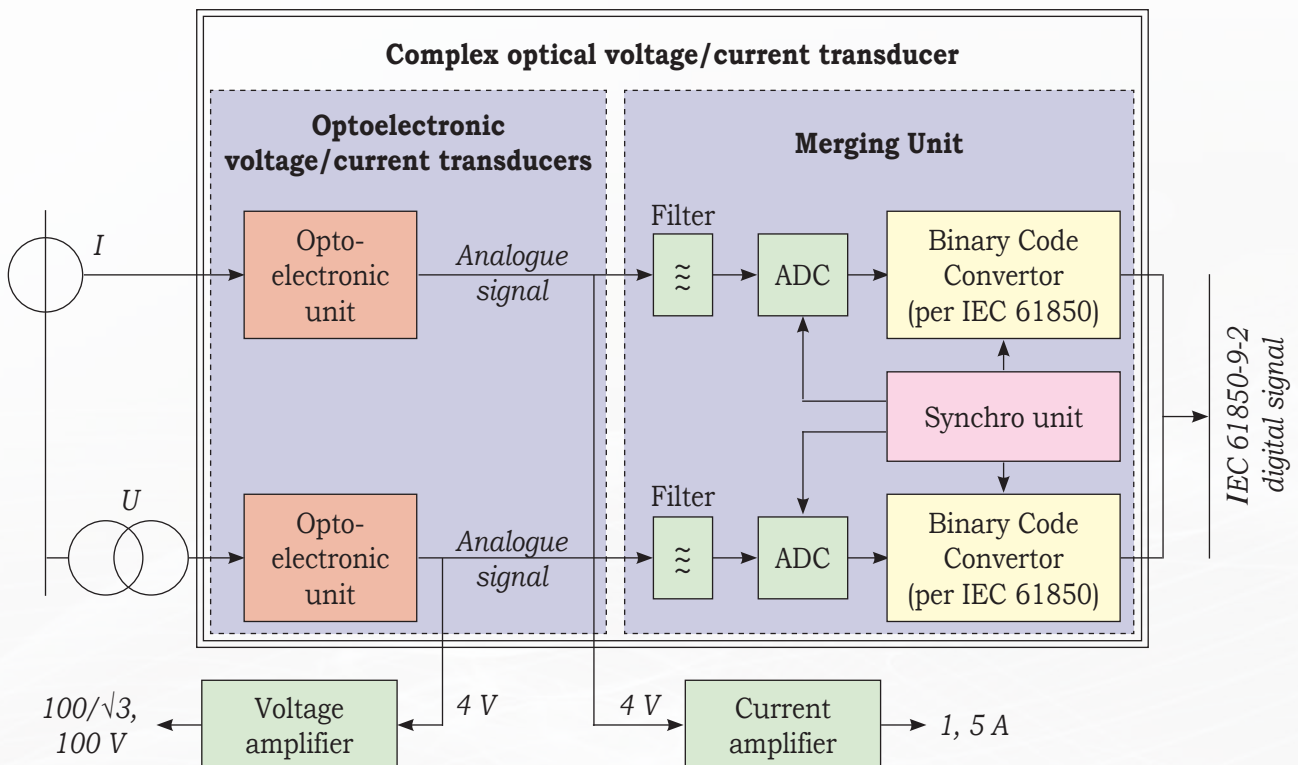 Complex optical voltage/current transducer
Optoelectronic
voltage/current transducers
Merging Unit
I
Opto-
electronic
unit
Analogue
signal
Filter
ADC
Binary Code
Convertor
(per IEC 61850)
Synchro unit
IEC 61850-9-2
digital signal
U
Opto-
electronic
unit
Analogue
signal
Filter
ADC
Binary Code
Convertor
(per IEC 61850)
100/√3,
100 V
Voltage
amplifier
4 V
4 V
Current
amplifier
1, 5 A